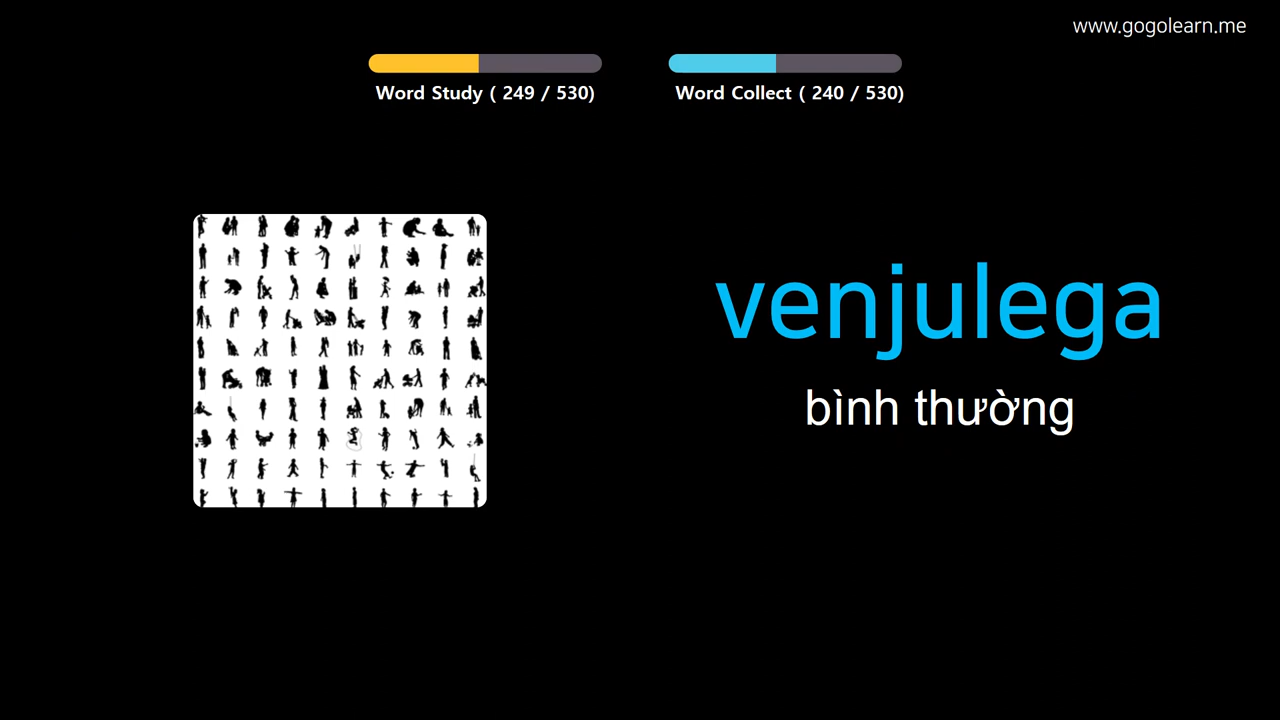 www.gogolearn.me
Word Study ( 249 / 530)
Word Collect ( 240 / 530)
venjulega
bình thường